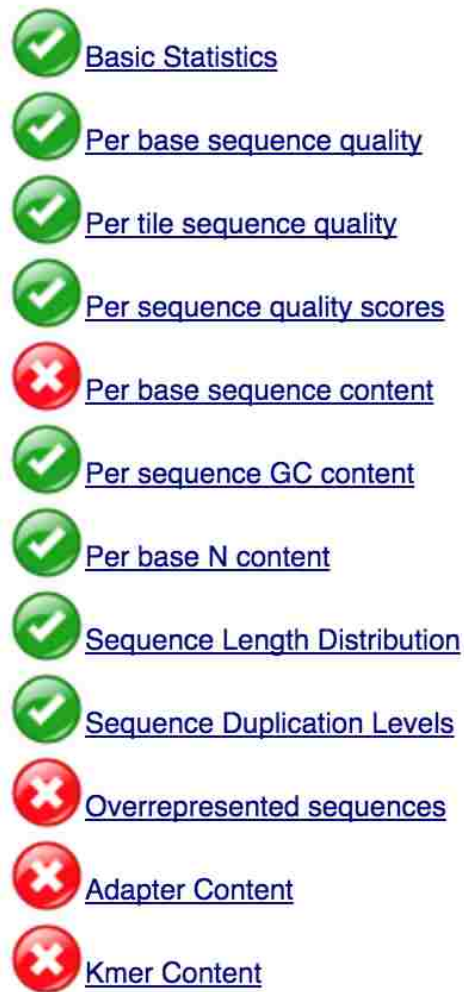 Basic Statistics
Per base sequence quality
Per tile sequence quality
Per sequence quality scores
Per base sequence content
Per sequence GC content
Per base N content
Sequence Length Distribution
Sequence Duplication Levels
Overrepresented sequences
Adapter Content
Kmer Content